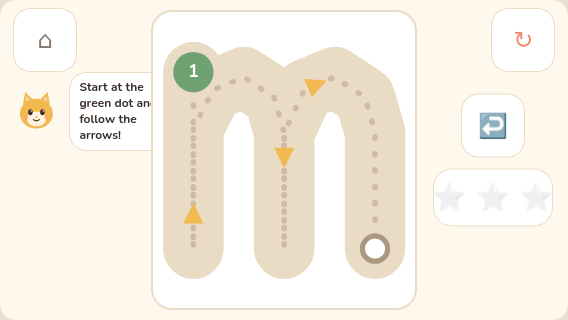 1
Start at the
green dot and
follow the
arrows!